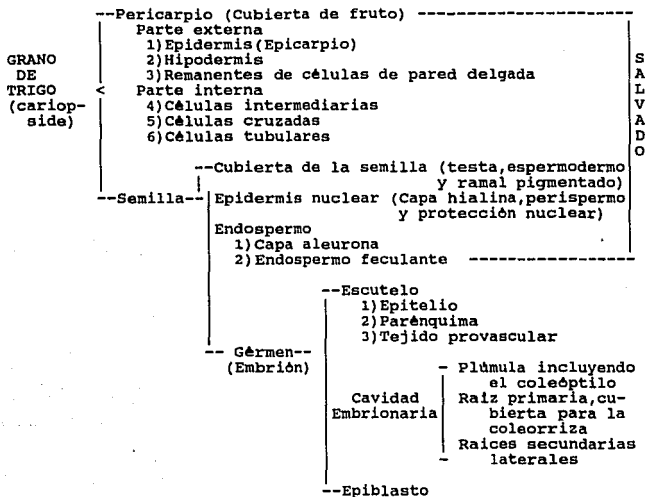 --Pericarpio (Cubierta de fruto)
Parte externa
1)Epidermis(Epicarpio)
GRANO
DE
TRIGO
(cariop-
side)
2)Hipodermis
3)Remanentes de células de pared delgada
<
Parte interna
4)Células intermediarias
5)Células cruzadas
6)Células tubulares
SALVADO
--Cubierta de la semilla (testa,espermodermo
y ramal pigmentado)
--Semilla--
Epidermis nuclear (Capa hialina,perispermo
y protección nuclear)
Endospermo
1)Capa aleurona
2)Endospermo feculante
--Escutelo
1)Epitelio
2)Parénquima
3)Tejido provascular
-- Gérmen--
(Embrión)
Cavidad
Embrionaria
- Plúmula incluyendo
el coleóptilo
Raiz primaria,cu-
bierta para la
coleorriza
Raices secundarias
- laterales
--Epiblasto